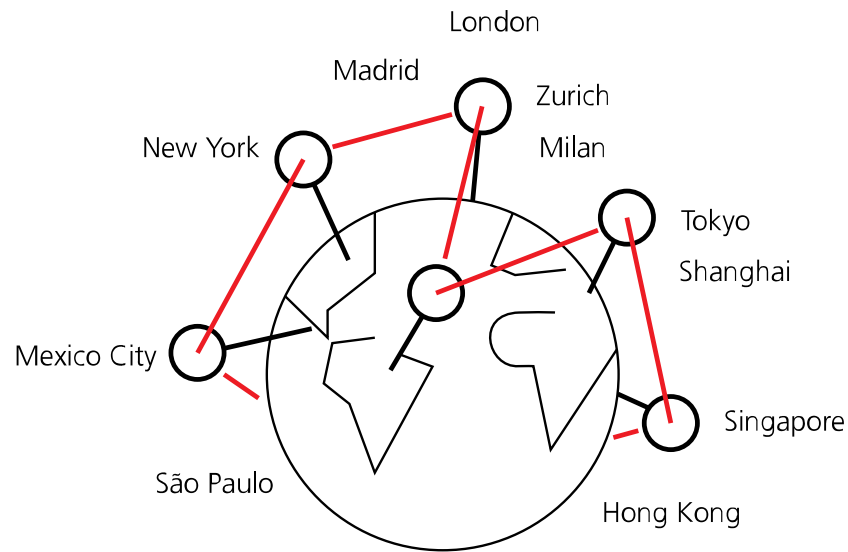 London
Madrid
Zurich
New York
Milan
Tokyo
Shanghai
Mexico City
Singapore
São Paulo
Hong Kong